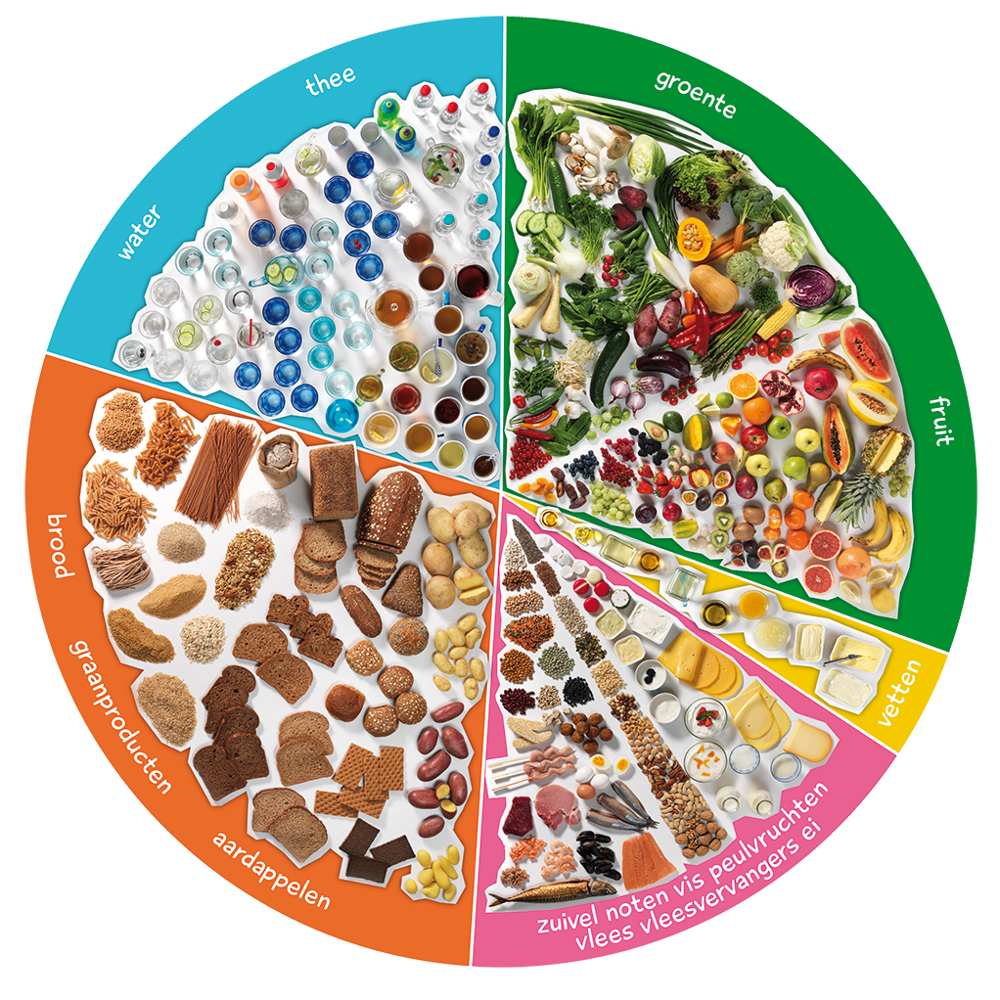 thee
water
groente
fruit
vetten
zuivel noten vis peulvruchten
vlees vleesvervangers ei
brood
graanproducten
aardappelen